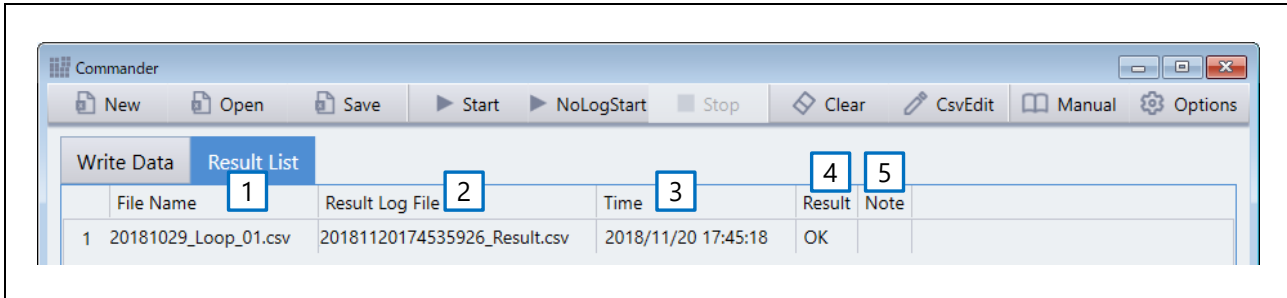 Commander
New Open Save Start NoLogStart Stop Clear CsvEdit Manual Options
Write Data Result List
1 2 3 4 5
File Name Result Log File Time Result Note
1 20181029_Loop_01.csv 20181120174535926_Result.csv 2018/11/20 17:45:18 OK